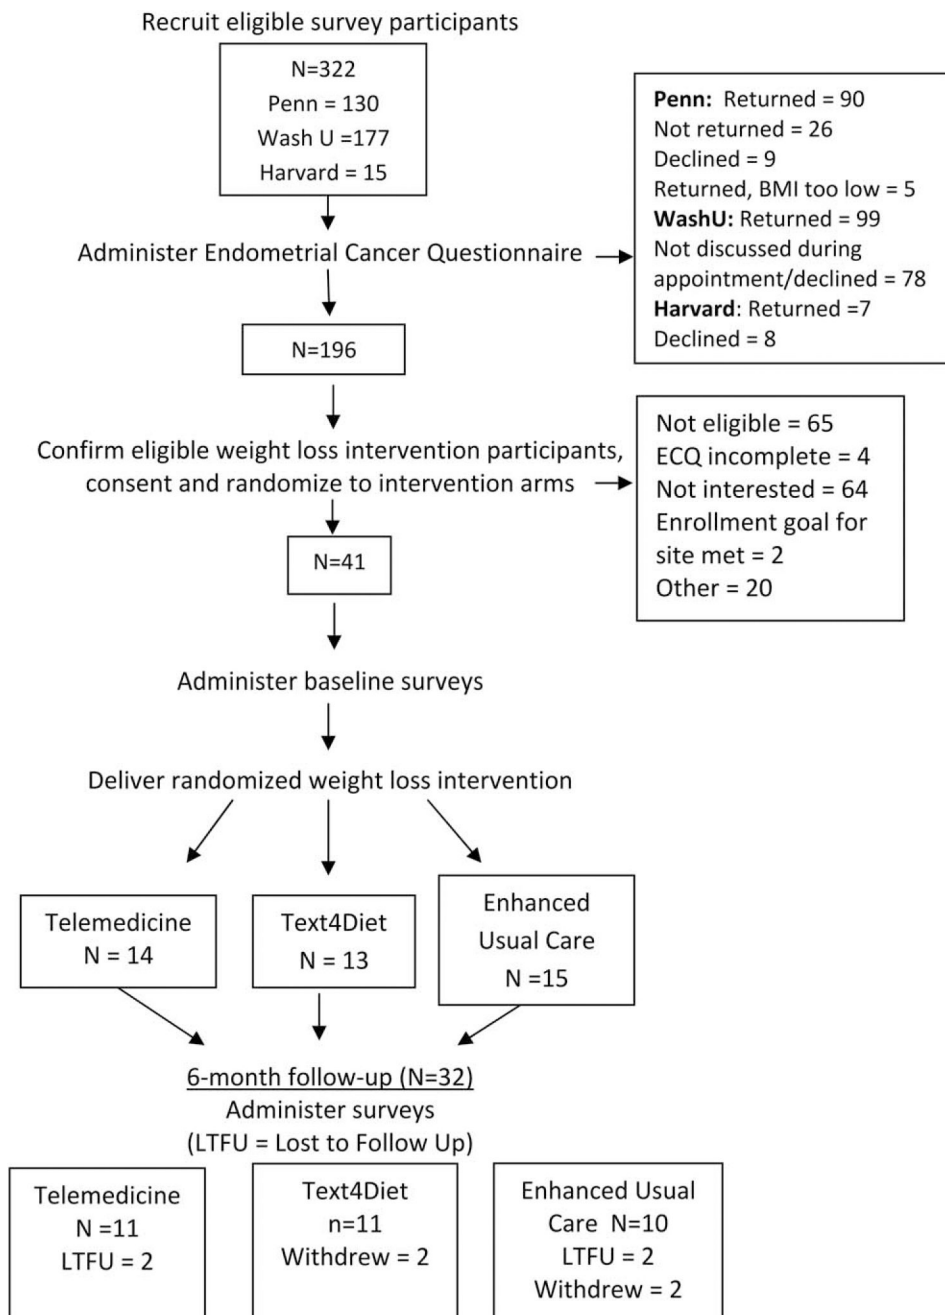 Recruit eligible survey participants
N=322
Penn = 130
Wash U =177
Harvard = 15
Administer Endometrial Cancer Questionnaire
Penn: Returned = 90
Not returned = 26
Declined = 9
Returned, BMI too low = 5
WashU: Returned = 99
Not discussed during
appointment/declined = 78
Harvard: Returned =7
Declined = 8
N=196
Confirm eligible weight loss intervention participants,
consent and randomize to intervention arms
Not eligible = 65
ECQ incomplete = 4
Not interested = 64
Enrollment goal for
site met = 2
Other = 20
N=41
Administer baseline surveys
Deliver randomized weight loss intervention
Telemedicine
N = 14
Text4Diet
N = 13
Enhanced
Usual Care
N =15
6-month follow-up (N=32)
Administer surveys
(LTFU = Lost to Follow Up)
Telemedicine
N =11
LTFU = 2
Text4Diet
n=11
Withdrew = 2
Enhanced Usual
Care N=10
LTFU = 2
Withdrew = 2